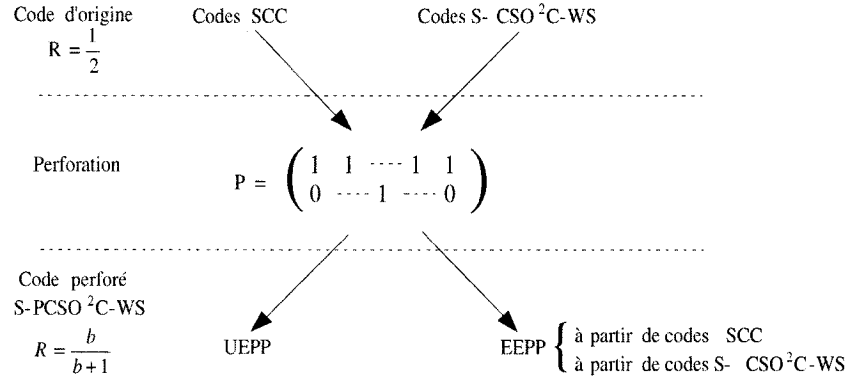 Code d'origine Codes SCC Codes S- CSO²C-WS
R = 1/2
Perforation
P = ( 1 1 ---- 1 1
0 ---- 1 ---- 0 )
Code perforé
S-PCSO²C-WS
R = b/(b+1)
UEPP
EEPP { à partir de codes SCC
à partir de codes S- CSO²C-WS